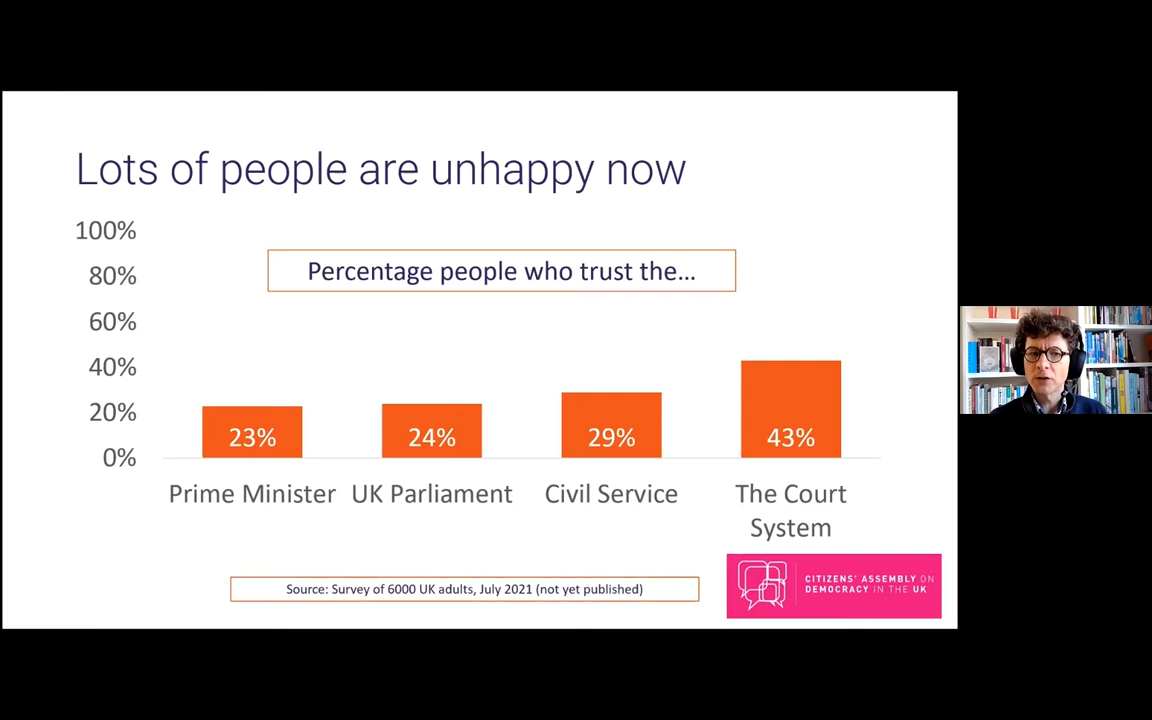 Lots of people are unhappy now
100%
80%
60%
40%
20%
0%
Percentage people who trust the...
23%
24%
29%
43%
Prime Minister
UK Parliament
Civil Service
The Court
System
Source: Survey of 6000 UK adults, July 2021 (not yet published)
CITIZENS' ASSEMBLY ON
DEMOCRACY IN THE UK